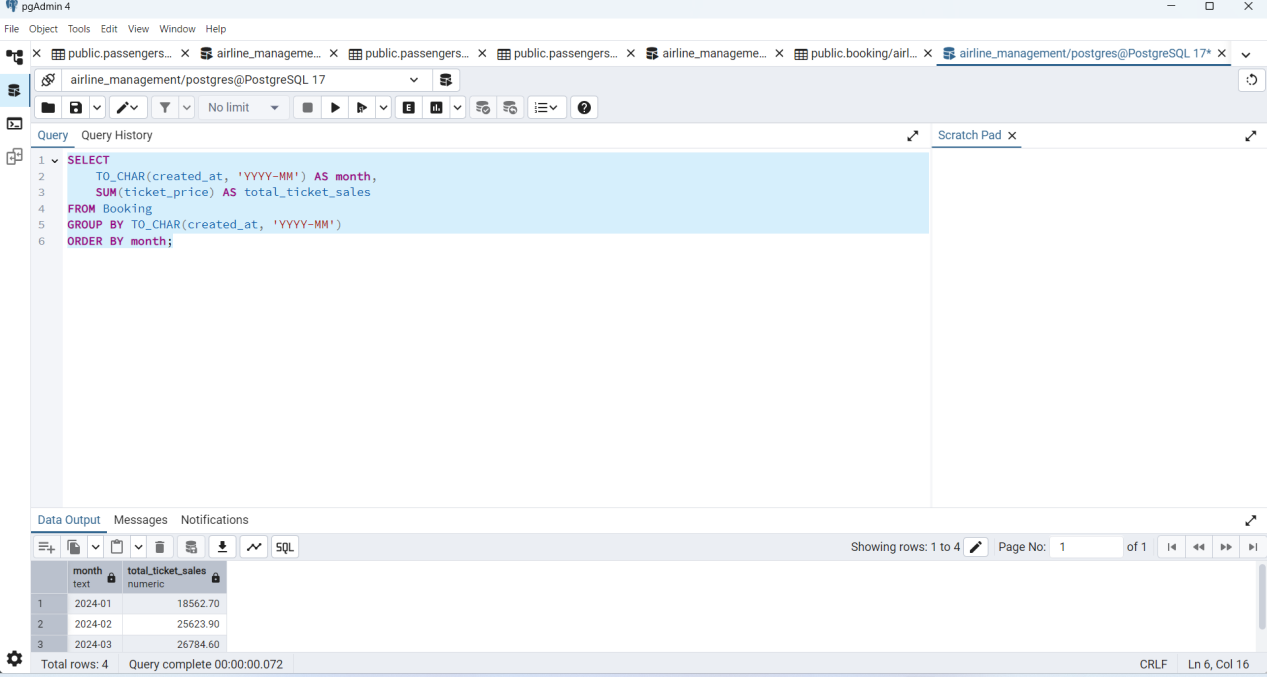 pgAdmin 4
File Object Tools Edit View Window Help
public.passengers... airline_manageme... public.passengers... public.passengers... airline_manageme... public.booking/airl... airline_management/postgres@PostgreSQL 17*
airline_management/postgres@PostgreSQL 17
No limit E
Query Query History Scratch Pad
1 SELECT
2 TO_CHAR(created_at, 'YYYY-MM') AS month,
3 SUM(ticket_price) AS total_ticket_sales
4 FROM Booking
5 GROUP BY TO_CHAR(created_at, 'YYYY-MM')
6 ORDER BY month;
Data Output Messages Notifications
SQL Showing rows: 1 to 4 Page No: 1 of 1
month total_ticket_sales
text numeric
1 2024-01 18562.70
2 2024-02 25623.90
3 2024-03 26784.60
Total rows: 4 Query complete 00:00:00.072 CRLF Ln 6, Col 16